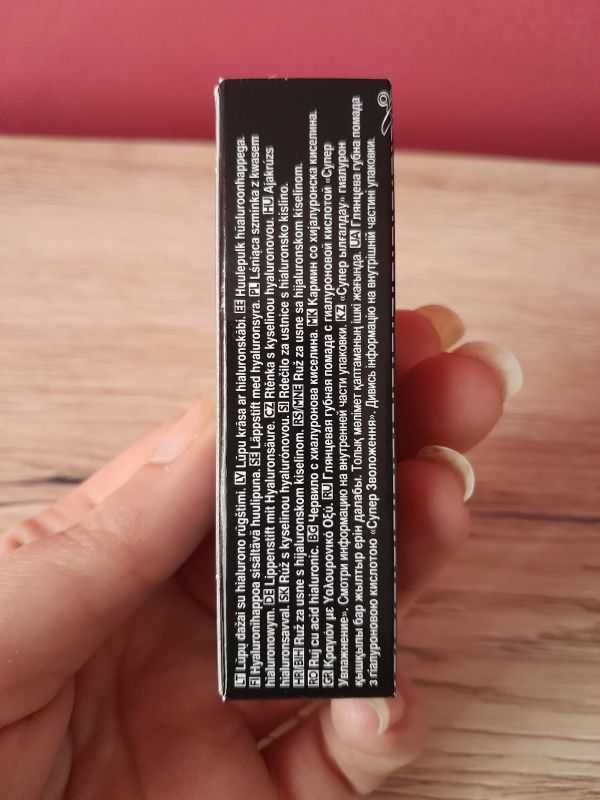 LT Lūpų dažai su hialurono rūgštimi. LV Lūpu krāsa ar hialuronskābi. EE Huulepulk hüaluroonhappega.
FI Hyaluronihappoa sisältävä huulipuna. SE Läppstift med hyaluronsyra. PL Lśniąca szminka z kwasem
hialuronowym. DE Lippenstift mit Hyaluronsäure. CZ Rtěnka s kyselinou hyaluronovou. HU Ajakrúzs
hialuronsavval. SK Rúž s kyselinou hyalurónovou. SI Rdečilo za ustnice s hialuronsko kislino.
HR/BIH Ruž za usne s hijaluronskom kiselinom. RS/MNE Ruž za usne sa hijaluronskom kiselinom.
RO Ruj cu acid hialuronic. BG Червило с хиалуронова киселина. MK Кармин со хијалуронска киселина.
GR Κραγιόν με Υαλουρονικό Οξύ. RU Глянцевая губная помада с гиалуроновой кислотой «Супер
Увлажнение». Смотри информацию на внутренней части упаковки. KZ «Супер ылғалдау» гиалурон
қышқылы бар жылтыр ерін далабы. Толық мәлімет қаптаманың ішкі жағында. UA Глянцева губна помада
з гіалуроновою кислотою «Супер Зволоження». Дивись інформацію на внутрішній частині упаковки.